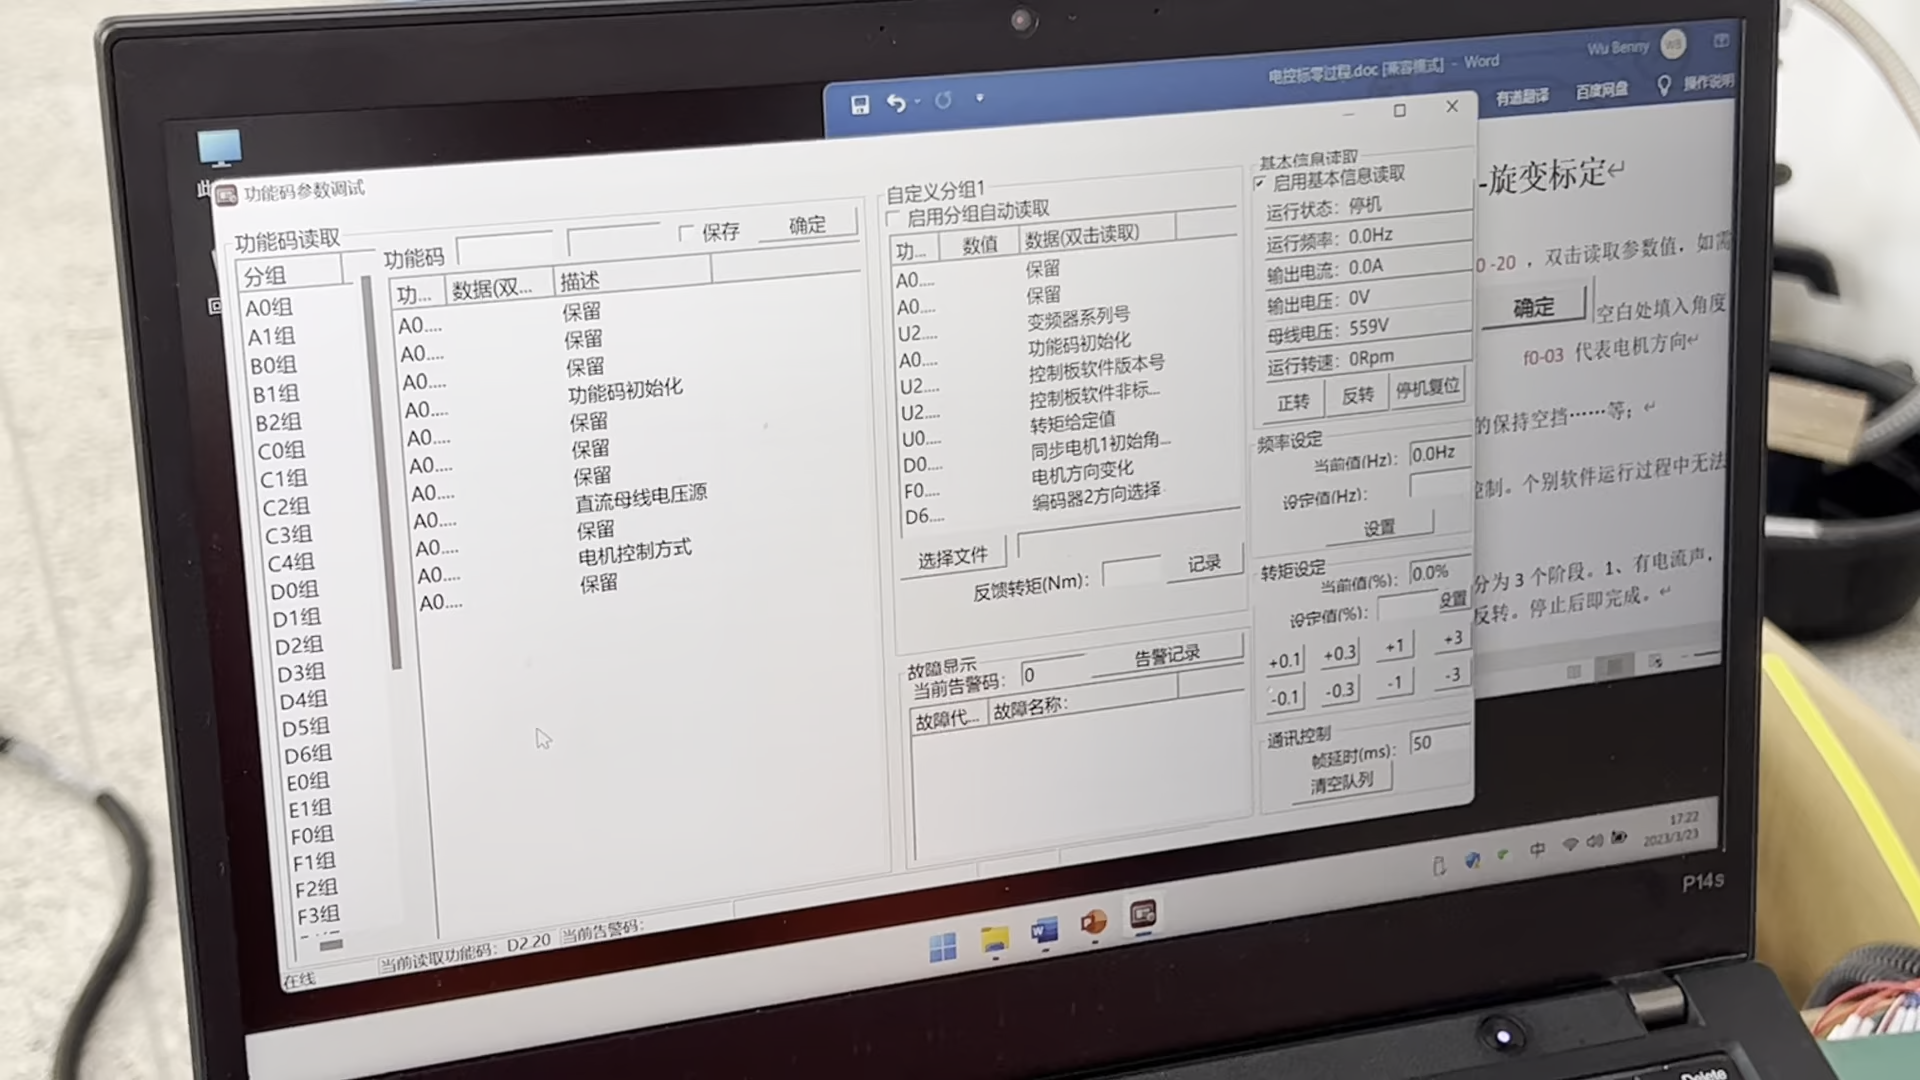 Wu Benny
WB
电控标零过程.doc [兼容模式] - Word
有道翻译
百度网盘
操作说明
-旋变标定
0-20 ，双击读取参数值，如需
确定
空白处填入角度
f0-03 代表电机方向
的保持空挡……等；
控制。个别软件运行过程中无法
分为 3 个阶段。1、有电流声，
反转。停止后即完成。
功能码参数调试
功能码读取
分组
A0组
A1组
B0组
B1组
B2组
C0组
C1组
C2组
C3组
C4组
D0组
D1组
D2组
D3组
D4组
D5组
D6组
E0组
E1组
F0组
F1组
F2组
F3组
功能码
保存
确定
功... 数据(双... 描述
A0.... 保留
A0.... 保留
A0.... 保留
A0.... 功能码初始化
A0.... 保留
A0.... 保留
A0.... 保留
A0.... 直流母线电压源
A0.... 保留
A0.... 电机控制方式
A0.... 保留
自定义分组1
启用分组自动读取
功... 数值 数据(双击读取)
A0.... 保留
A0.... 保留
U2.... 变频器系列号
A0.... 功能码初始化
U2.... 控制板软件版本号
U2.... 控制板软件非标...
U0.... 转矩给定值
D0.... 同步电机1初始角...
F0.... 电机方向变化
D6.... 编码器2方向选择
选择文件
反馈转矩(Nm):
记录
故障显示
当前告警码: 0
告警记录
故障代... 故障名称:
基本信息读取
启用基本信息读取
运行状态: 停机
运行频率: 0.0Hz
输出电流: 0.0A
输出电压: 0V
母线电压: 559V
运行转速: 0Rpm
正转 反转 停机复位
频率设定
当前值(Hz): 0.0Hz
设定值(Hz):
设置
转矩设定
当前值(%): 0.0%
设定值(%):
设置
+0.1 +0.3 +1 +3
-0.1 -0.3 -1 -3
通讯控制
帧延时(ms): 50
清空队列
在线
当前读取功能码: D2.20
当前告警码:
中
17:22
2023/3/23
P14s
Delete